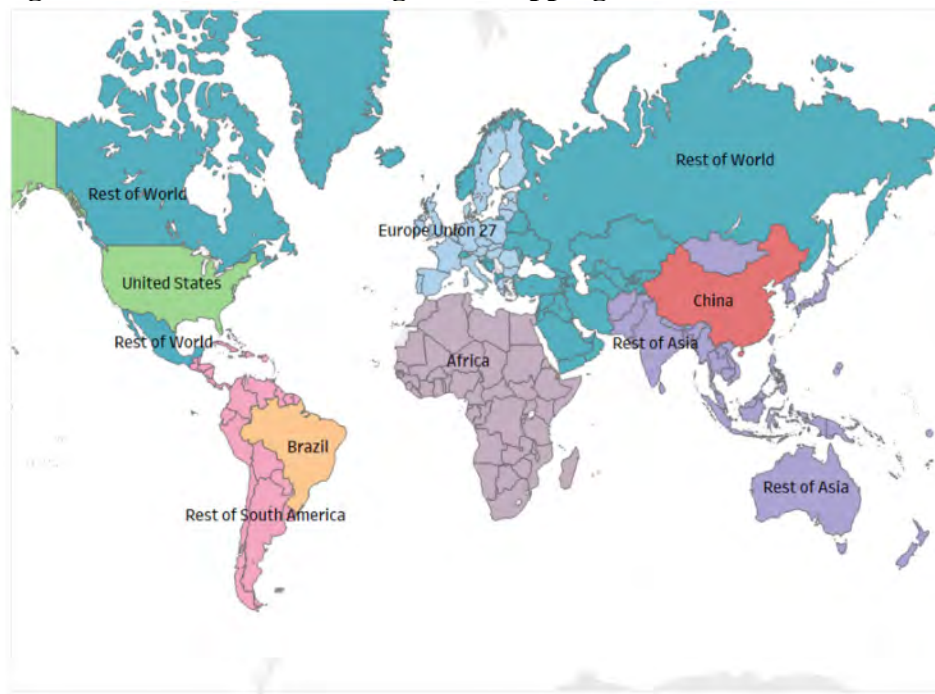 Rest of World
Rest of World
Europe Union 27
United States
China
Rest of World
Rest of Asia
Africa
Brazil
Rest of Asia
Rest of South America